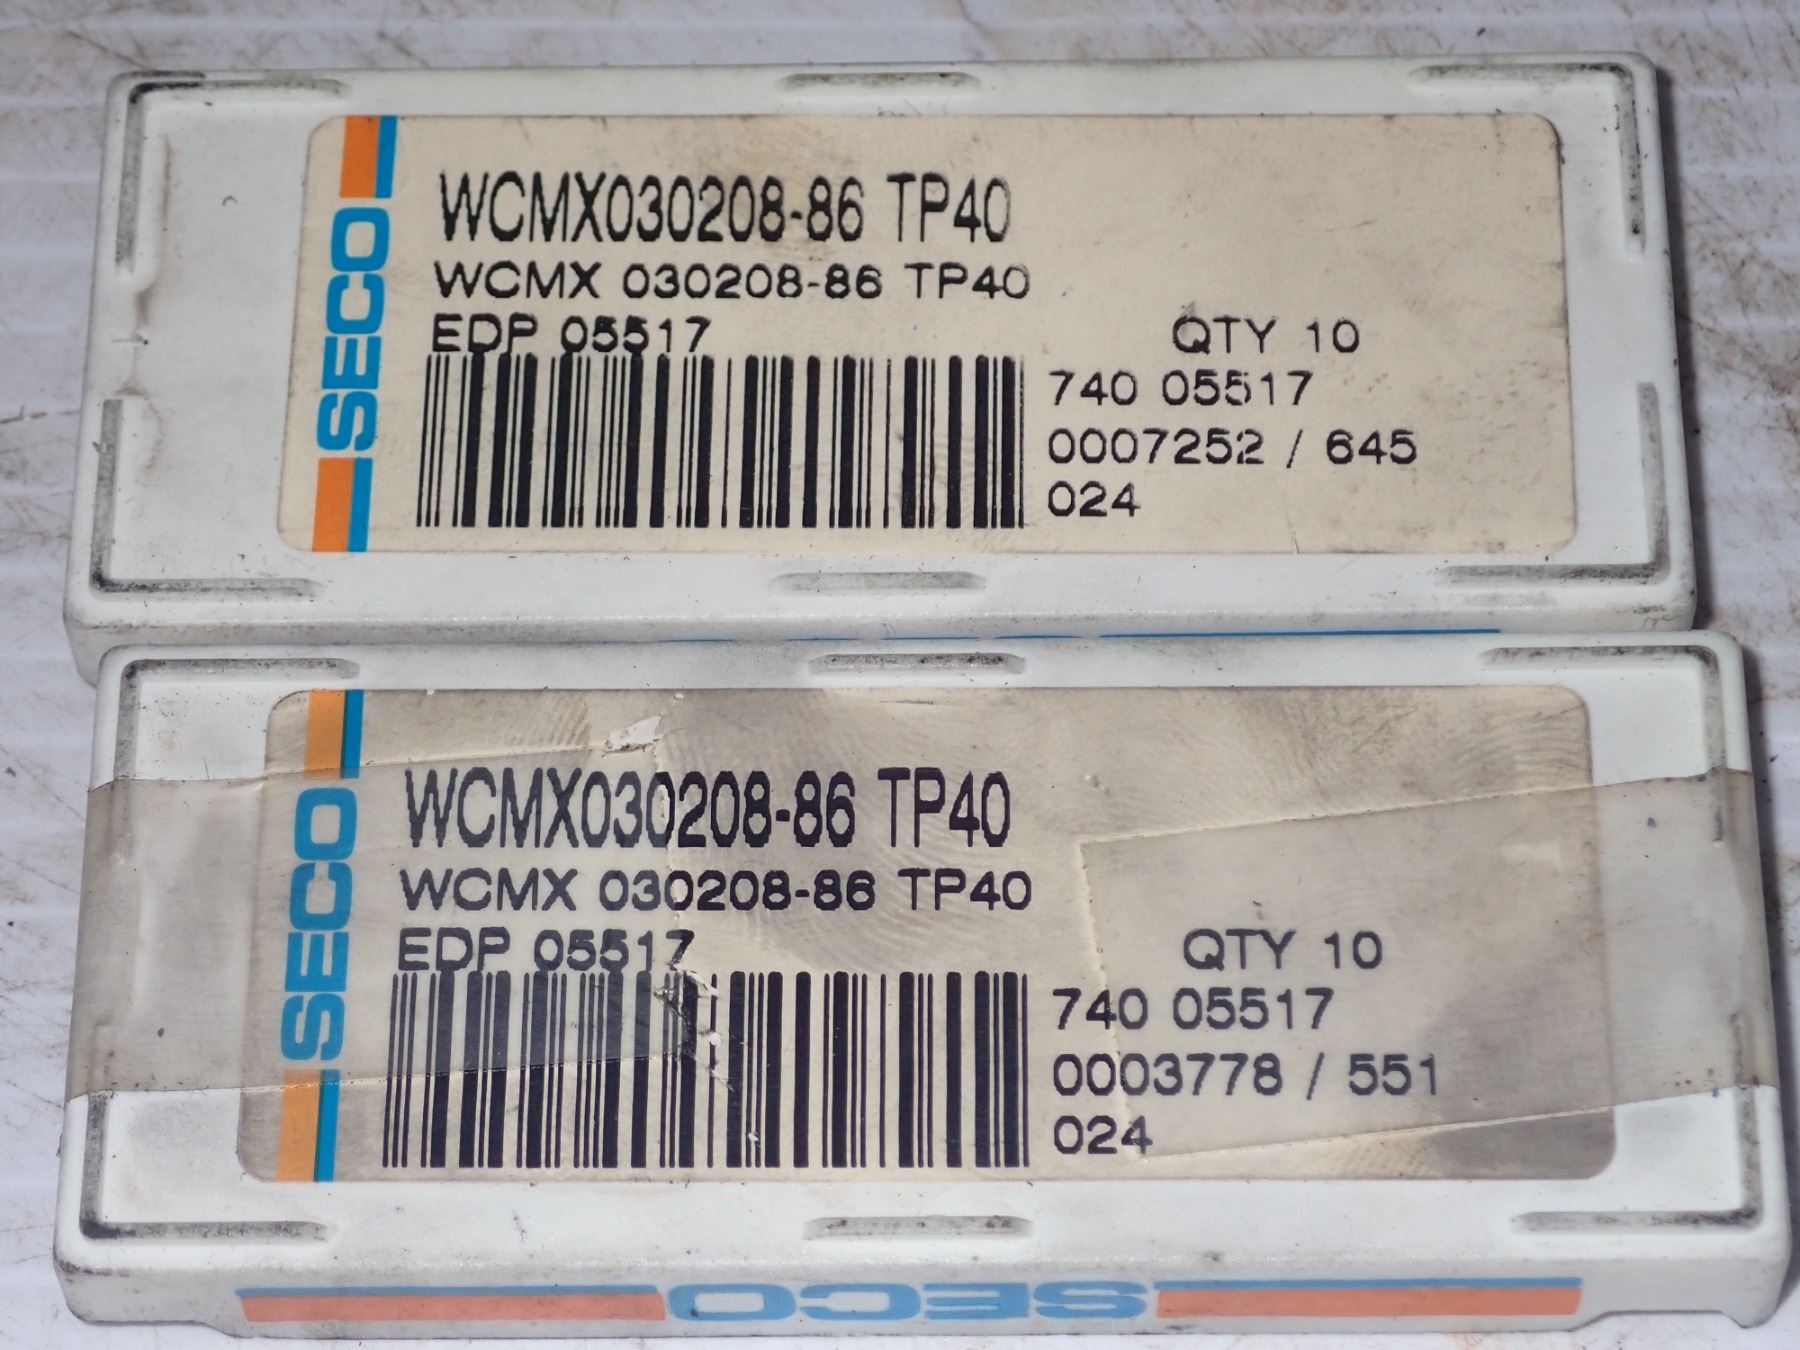 SECO
WCMX030208-86 TP40
WCMX 030208-86 TP40
EDP 05517
QTY 10
740 05517
0007252 / 645
024
SECO
WCMX030208-86 TP40
WCMX 030208-86 TP40
EDP 05517
QTY 10
740 05517
0003778 / 551
024
SECO